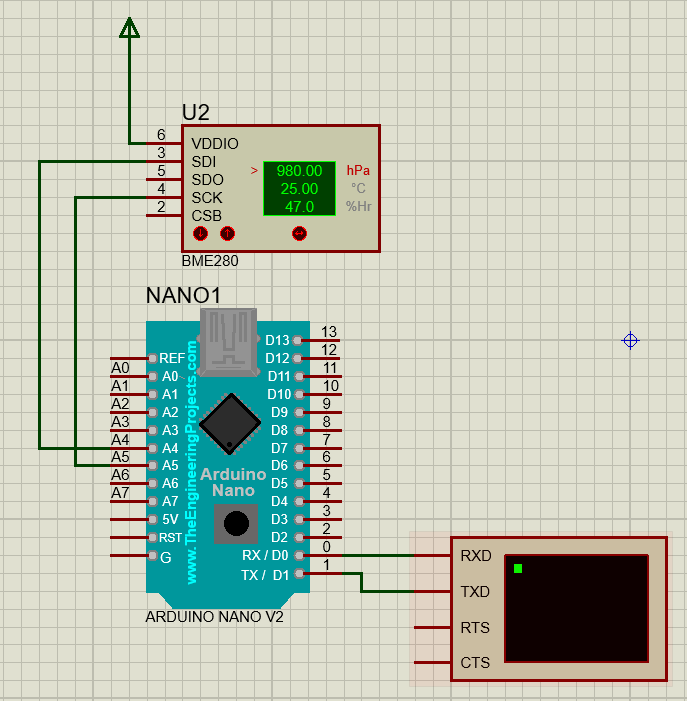 U2
6 VDDIO
3 SDI
5 SDO
4 SCK
2 CSB
> 980.00 hPa
25.00 °C
47.0 %Hr
BME280
NANO1
www.TheEngineeringProjects.com
Arduino
Nano
REF
A0 A0
A1 A1
A2 A2
A3 A3
A4 A4
A5 A5
A6 A6
A7 A7
5V
RST
G
D13 13
D12 12
D11 11
D10 10
D9 9
D8 8
D7 7
D6 6
D5 5
D4 4
D3 3
D2 2
RX / D0 0
TX / D1 1
ARDUINO NANO V2
RXD
TXD
RTS
CTS